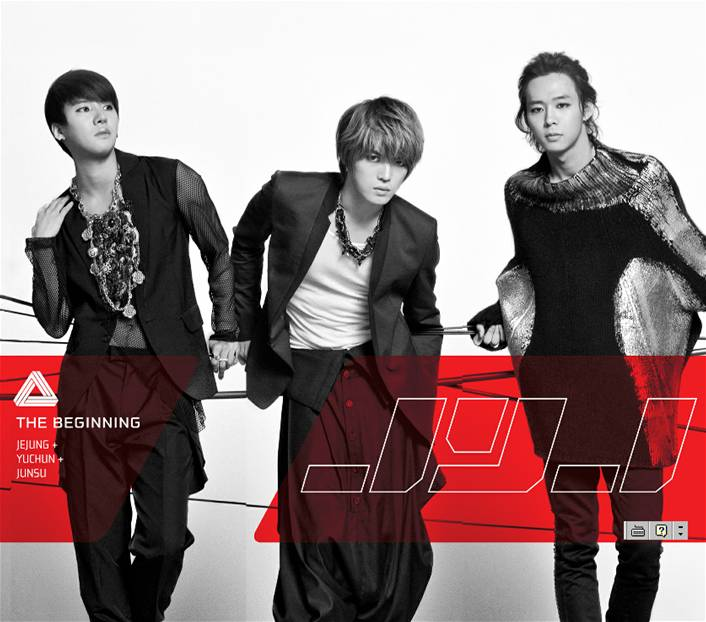 THE BEGINNING
JEJUNG +
YUCHUN +
JUNSU
JYJ